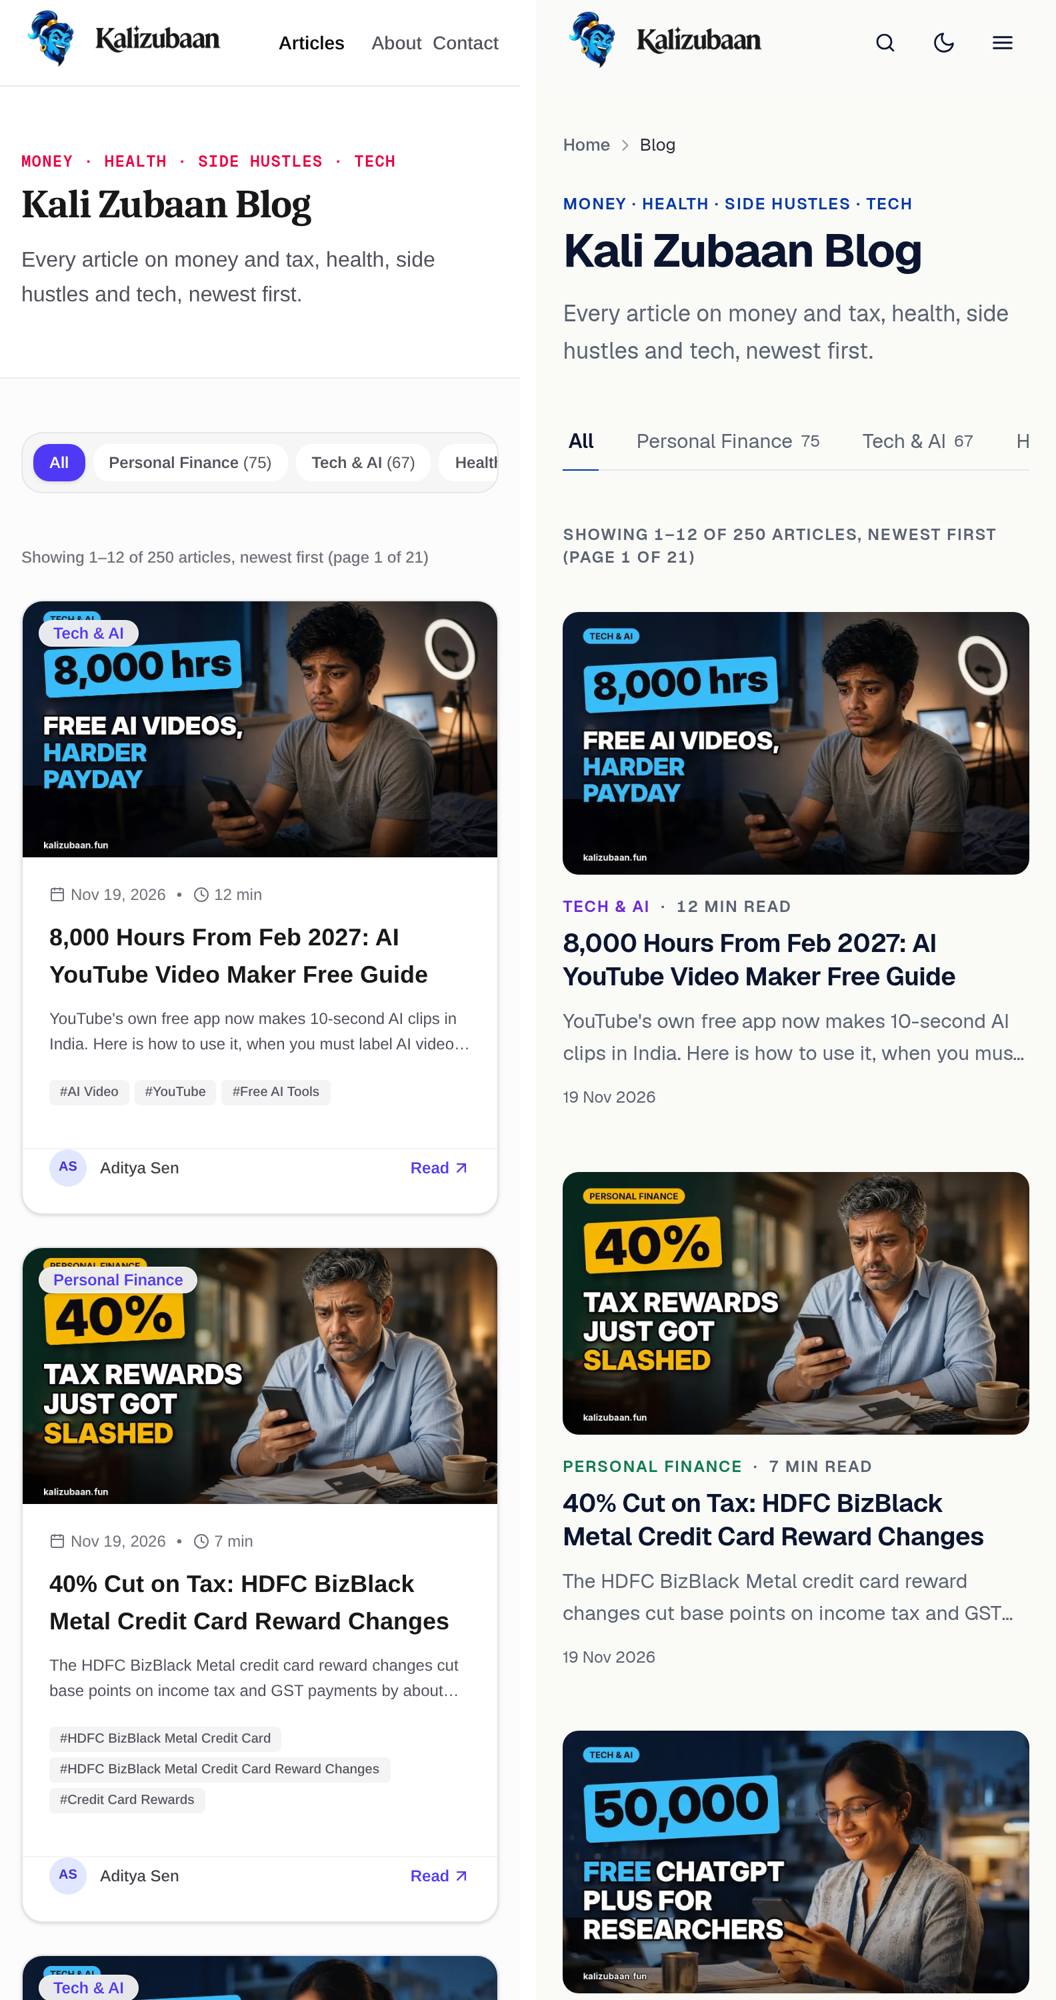 Kalizubaan
Articles About Contact
MONEY · HEALTH · SIDE HUSTLES · TECH
Kali Zubaan Blog
Every article on money and tax, health, side
hustles and tech, newest first.
All Personal Finance (75) Tech & AI (67) Health
Showing 1–12 of 250 articles, newest first (page 1 of 21)
TECH & AI
Tech & AI
8,000 hrs
FREE AI VIDEOS,
HARDER
PAYDAY
kalizubaan.fun
Nov 19, 2026 • 12 min
8,000 Hours From Feb 2027: AI
YouTube Video Maker Free Guide
YouTube's own free app now makes 10-second AI clips in
India. Here is how to use it, when you must label AI video…
#AI Video #YouTube #Free AI Tools
AS Aditya Sen Read
PERSONAL FINANCE
Personal Finance
40%
TAX REWARDS
JUST GOT
SLASHED
kalizubaan.fun
Nov 19, 2026 • 7 min
40% Cut on Tax: HDFC BizBlack
Metal Credit Card Reward Changes
The HDFC BizBlack Metal credit card reward changes cut
base points on income tax and GST payments by about…
#HDFC BizBlack Metal Credit Card
#HDFC BizBlack Metal Credit Card Reward Changes
#Credit Card Rewards
AS Aditya Sen Read
TECH & AI
Tech & AI
Kalizubaan
Home Blog
MONEY · HEALTH · SIDE HUSTLES · TECH
Kali Zubaan Blog
Every article on money and tax, health, side
hustles and tech, newest first.
All Personal Finance 75 Tech & AI 67 H
SHOWING 1–12 OF 250 ARTICLES, NEWEST FIRST
(PAGE 1 OF 21)
TECH & AI
8,000 hrs
FREE AI VIDEOS,
HARDER
PAYDAY
kalizubaan.fun
TECH & AI · 12 MIN READ
8,000 Hours From Feb 2027: AI
YouTube Video Maker Free Guide
YouTube's own free app now makes 10-second AI
clips in India. Here is how to use it, when you mus…
19 Nov 2026
PERSONAL FINANCE
40%
TAX REWARDS
JUST GOT
SLASHED
kalizubaan.fun
PERSONAL FINANCE · 7 MIN READ
40% Cut on Tax: HDFC BizBlack
Metal Credit Card Reward Changes
The HDFC BizBlack Metal credit card reward
changes cut base points on income tax and GST…
19 Nov 2026
TECH & AI
50,000
FREE CHATGPT
PLUS FOR
RESEARCHERS
kalizubaan.fun